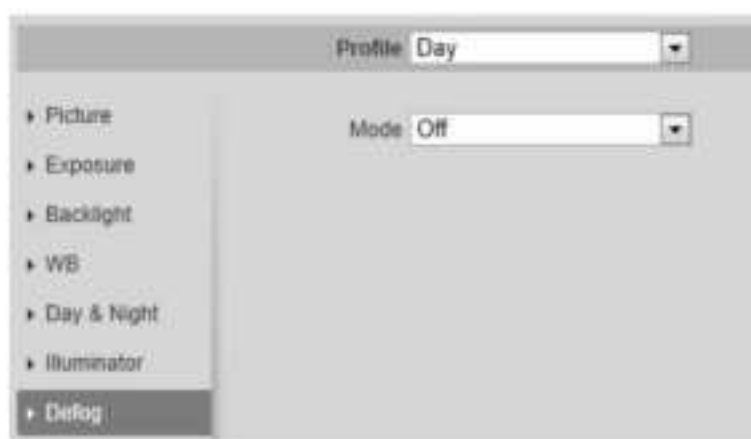 Profile Day
Picture
Mode Off
Exposure
Backlight
WB
Day & Night
Illuminator
Defog